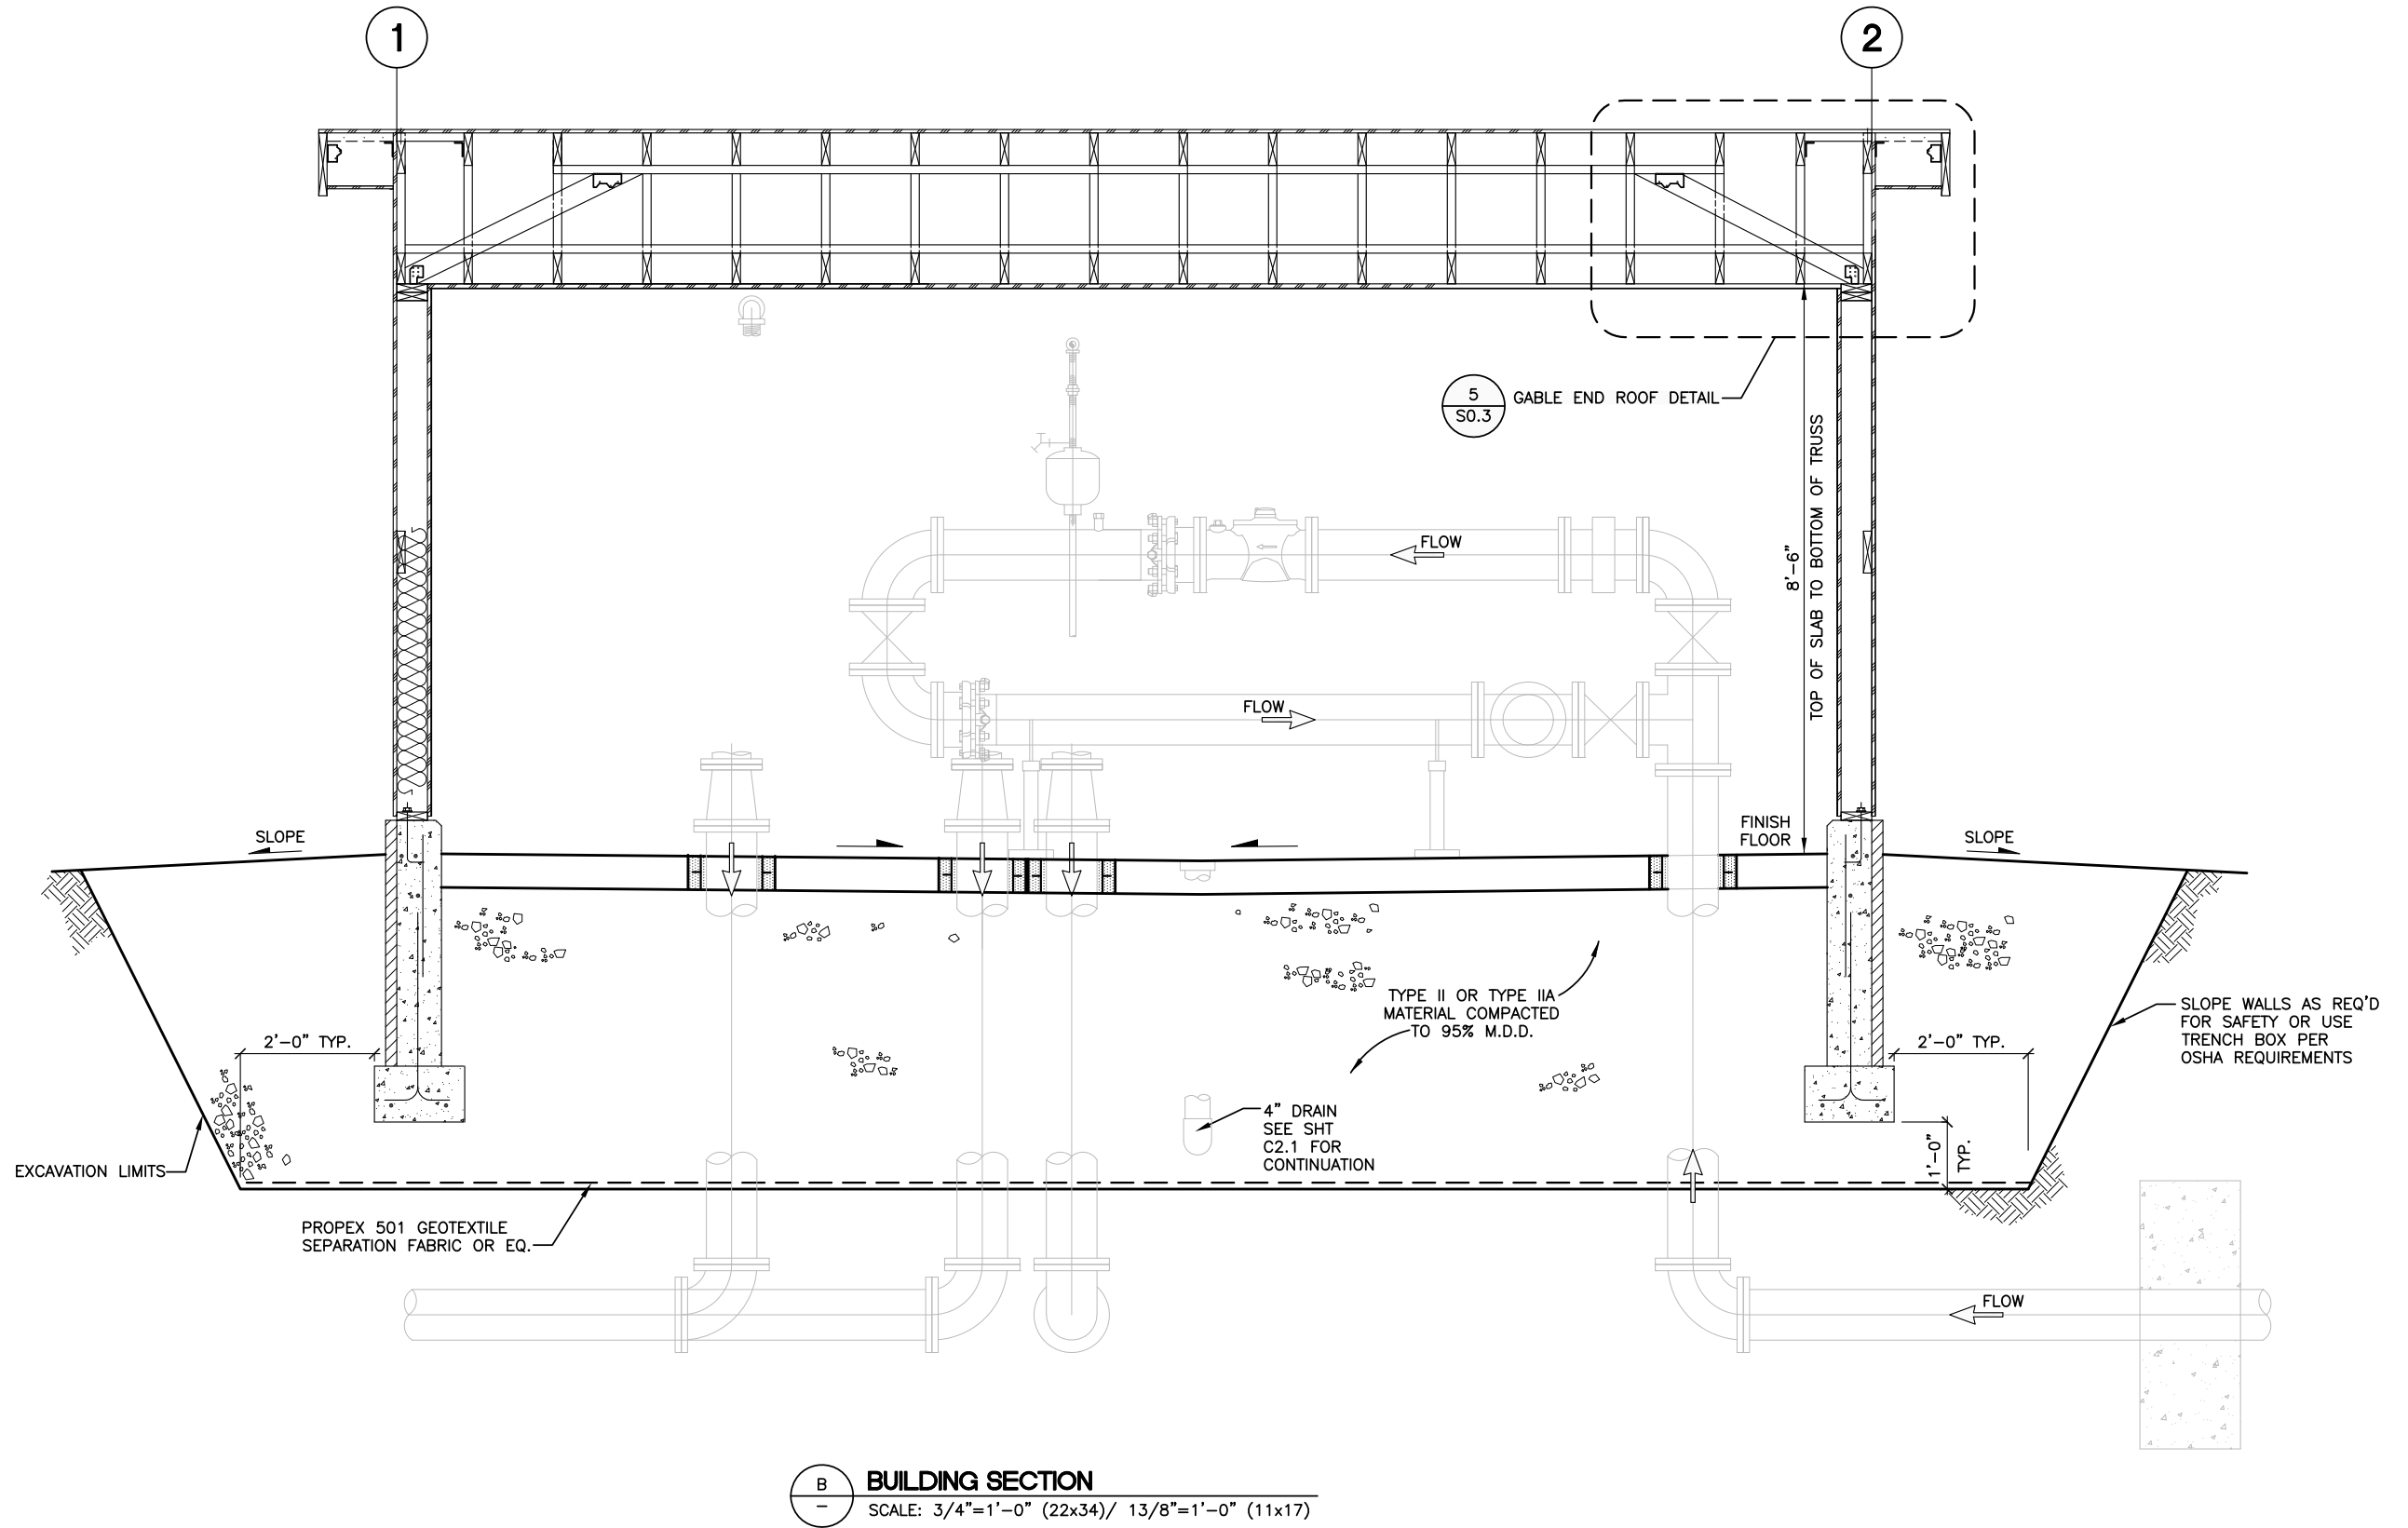 1
2
5
S0.3
GABLE END ROOF DETAIL
8'-6"
TOP OF SLAB TO BOTTOM OF TRUSS
FLOW
FLOW
FINISH
FLOOR
SLOPE
SLOPE
TYPE II OR TYPE IIA
MATERIAL COMPACTED
TO 95% M.D.D.
SLOPE WALLS AS REQ'D
FOR SAFETY OR USE
TRENCH BOX PER
OSHA REQUIREMENTS
2'-0" TYP.
2'-0" TYP.
4" DRAIN
SEE SHT
C2.1 FOR
CONTINUATION
1'-0"
TYP.
EXCAVATION LIMITS
PROPEX 501 GEOTEXTILE
SEPARATION FABRIC OR EQ.
FLOW
B
-
BUILDING SECTION
SCALE: 3/4"=1'-0" (22x34)/ 13/8"=1'-0" (11x17)